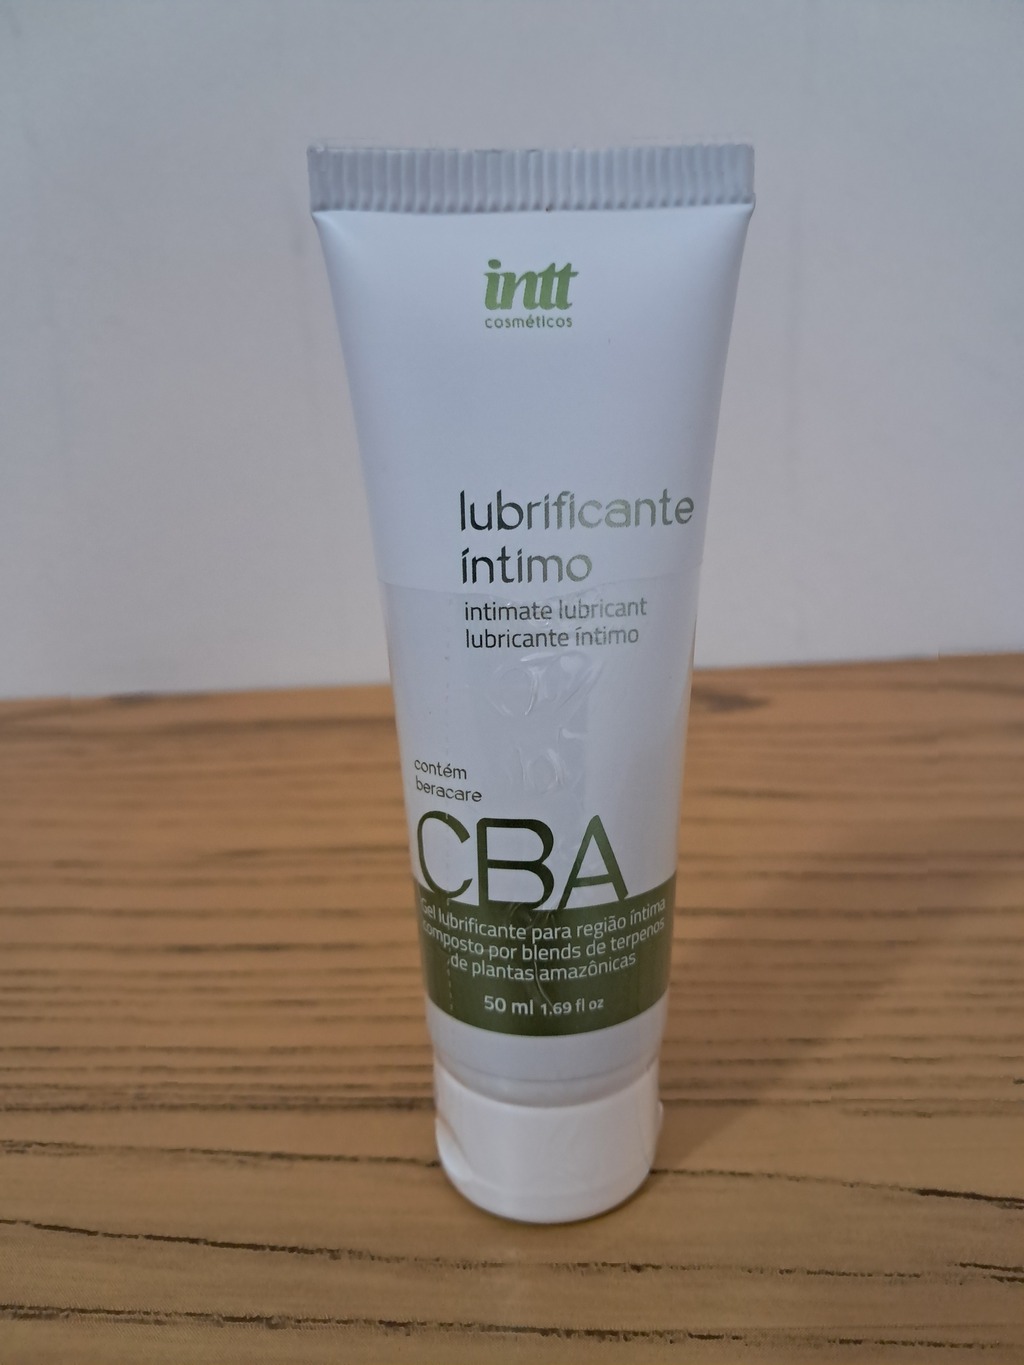 intt
cosméticos
lubrificante
íntimo
intimate lubricant
lubricante íntimo
contém
beracare
CBA
Gel lubrificante para região íntima
composto por blends de terpenos
de plantas amazônicas
50 ml 1.69 fl oz